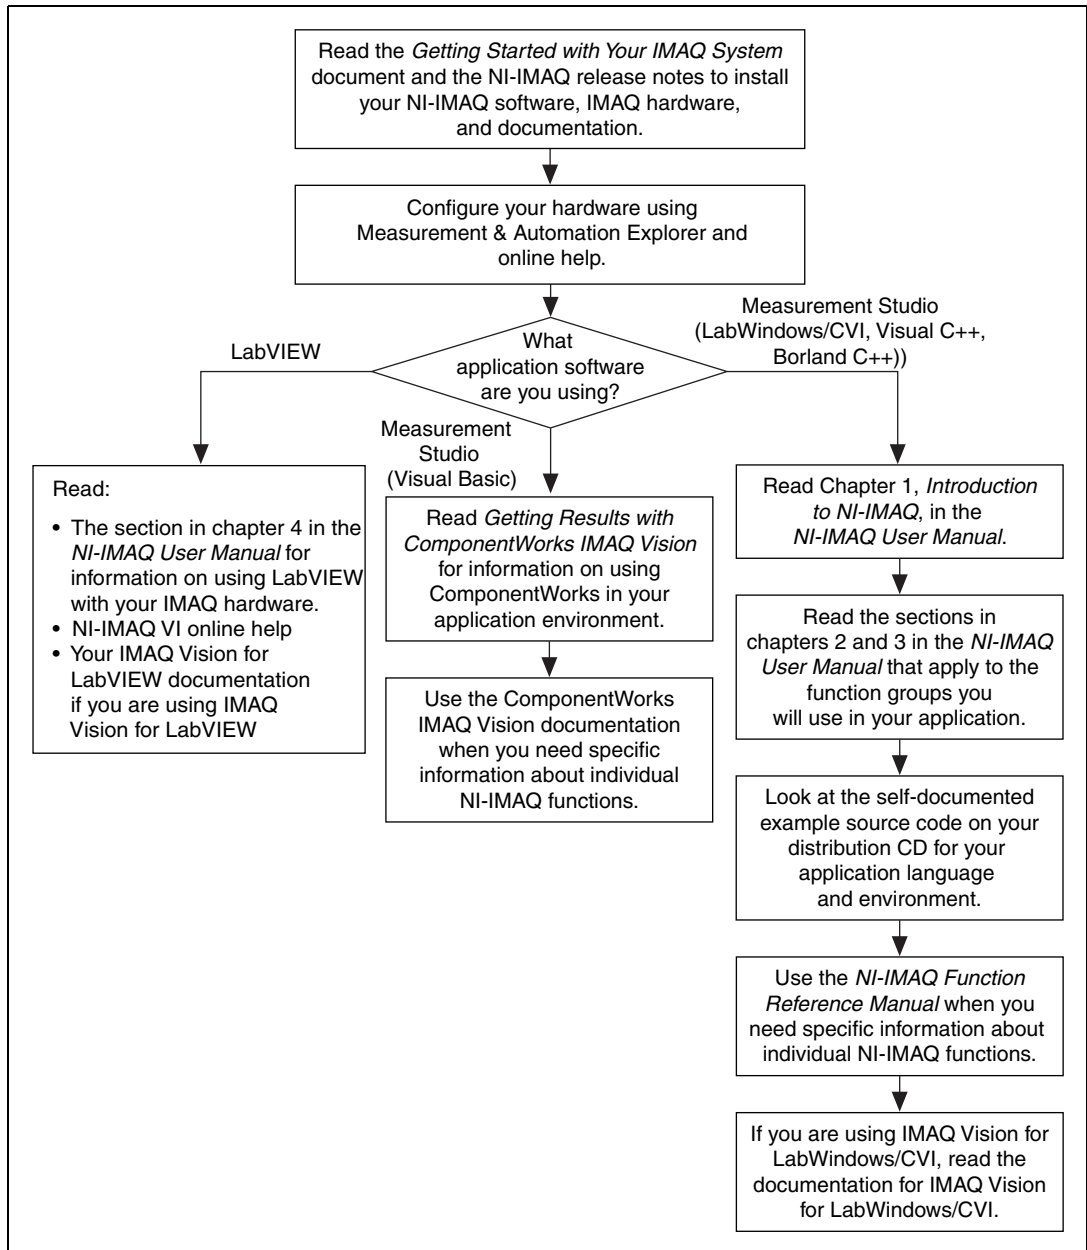 Read the Getting Started with Your IMAQ System
document and the NI-IMAQ release notes to install
your NI-IMAQ software, IMAQ hardware,
and documentation.
Configure your hardware using
Measurement & Automation Explorer and
online help.
What
application software
are you using?
LabVIEW
Measurement Studio
(LabWindows/CVI, Visual C++,
Borland C++))
Measurement
Studio
(Visual Basic)
Read:
• The section in chapter 4 in the
NI-IMAQ User Manual for
information on using LabVIEW
with your IMAQ hardware.
• NI-IMAQ VI online help
• Your IMAQ Vision for
LabVIEW documentation
if you are using IMAQ
Vision for LabVIEW
Read Getting Results with
ComponentWorks IMAQ Vision
for information on using
ComponentWorks in your
application environment.
Use the ComponentWorks
IMAQ Vision documentation
when you need specific
information about individual
NI-IMAQ functions.
Read Chapter 1, Introduction
to NI-IMAQ, in the
NI-IMAQ User Manual.
Read the sections in
chapters 2 and 3 in the NI-IMAQ
User Manual that apply to the
function groups you
will use in your application.
Look at the self-documented
example source code on your
distribution CD for your
application language
and environment.
Use the NI-IMAQ Function
Reference Manual when you
need specific information about
individual NI-IMAQ functions.
If you are using IMAQ Vision for
LabWindows/CVI, read the
documentation for IMAQ Vision
for LabWindows/CVI.